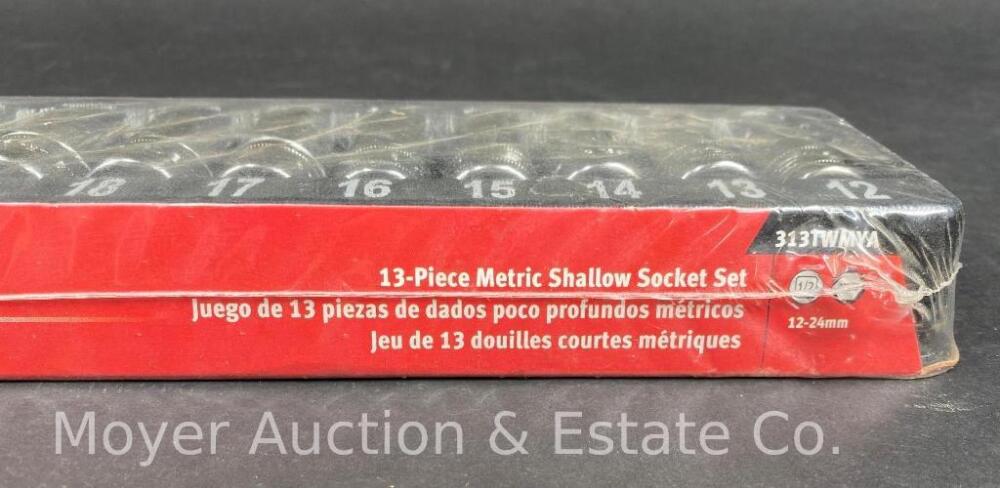 18 17 16 15 14 13 12
313TWMYA
13-Piece Metric Shallow Socket Set
Juego de 13 piezas de dados poco profundos métricos
Jeu de 13 douilles courtes métriques
1/2
12-24mm
Moyer Auction & Estate Co.